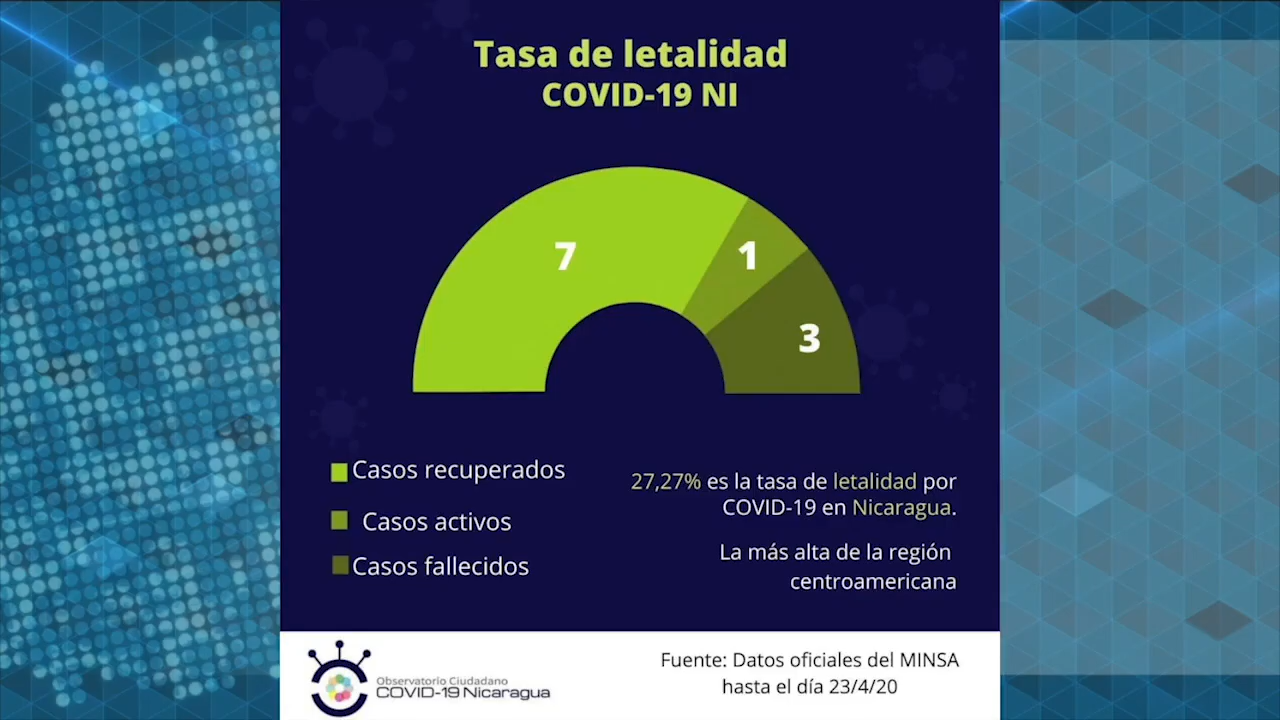 Tasa de letalidad
COVID-19 NI
7
1
3
Casos recuperados
Casos activos
Casos fallecidos
27,27% es la tasa de letalidad por
COVID-19 en Nicaragua.
La más alta de la región
centroamericana
Observatorio Ciudadano
COVID-19 Nicaragua
Fuente: Datos oficiales del MINSA
hasta el día 23/4/20